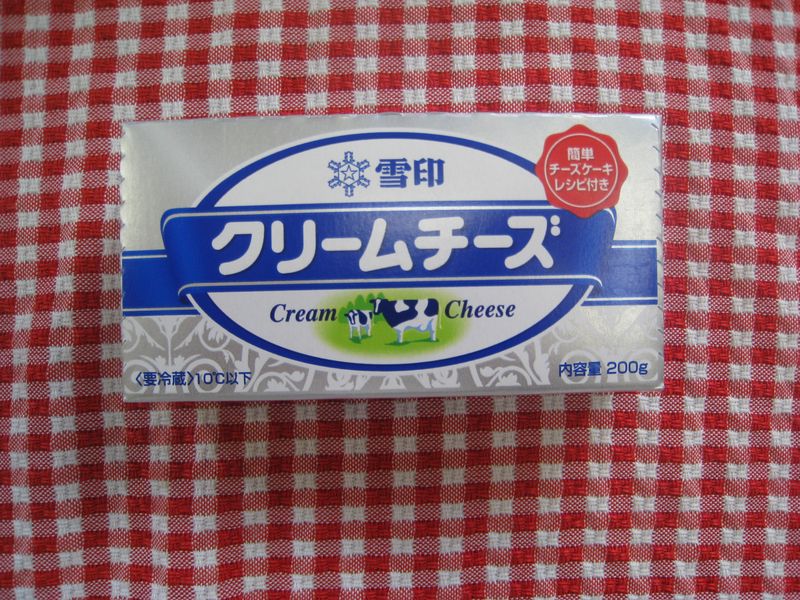 雪印
簡単
チーズケーキ
レシピ付き
クリームチーズ
Cream Cheese
〈要冷蔵〉10℃以下
内容量 200g